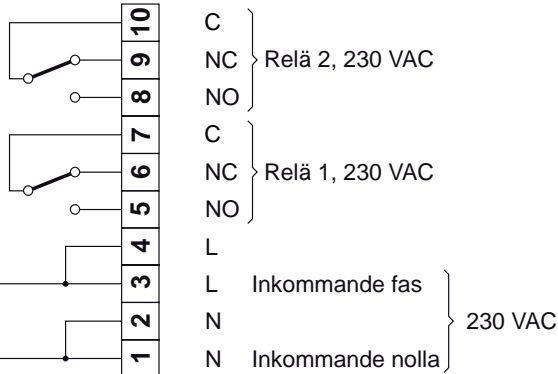 10 C
9 NC Relä 2, 230 VAC
8 NO
7 C
6 NC Relä 1, 230 VAC
5 NO
4 L
3 L Inkommande fas
2 N 230 VAC
1 N Inkommande nolla